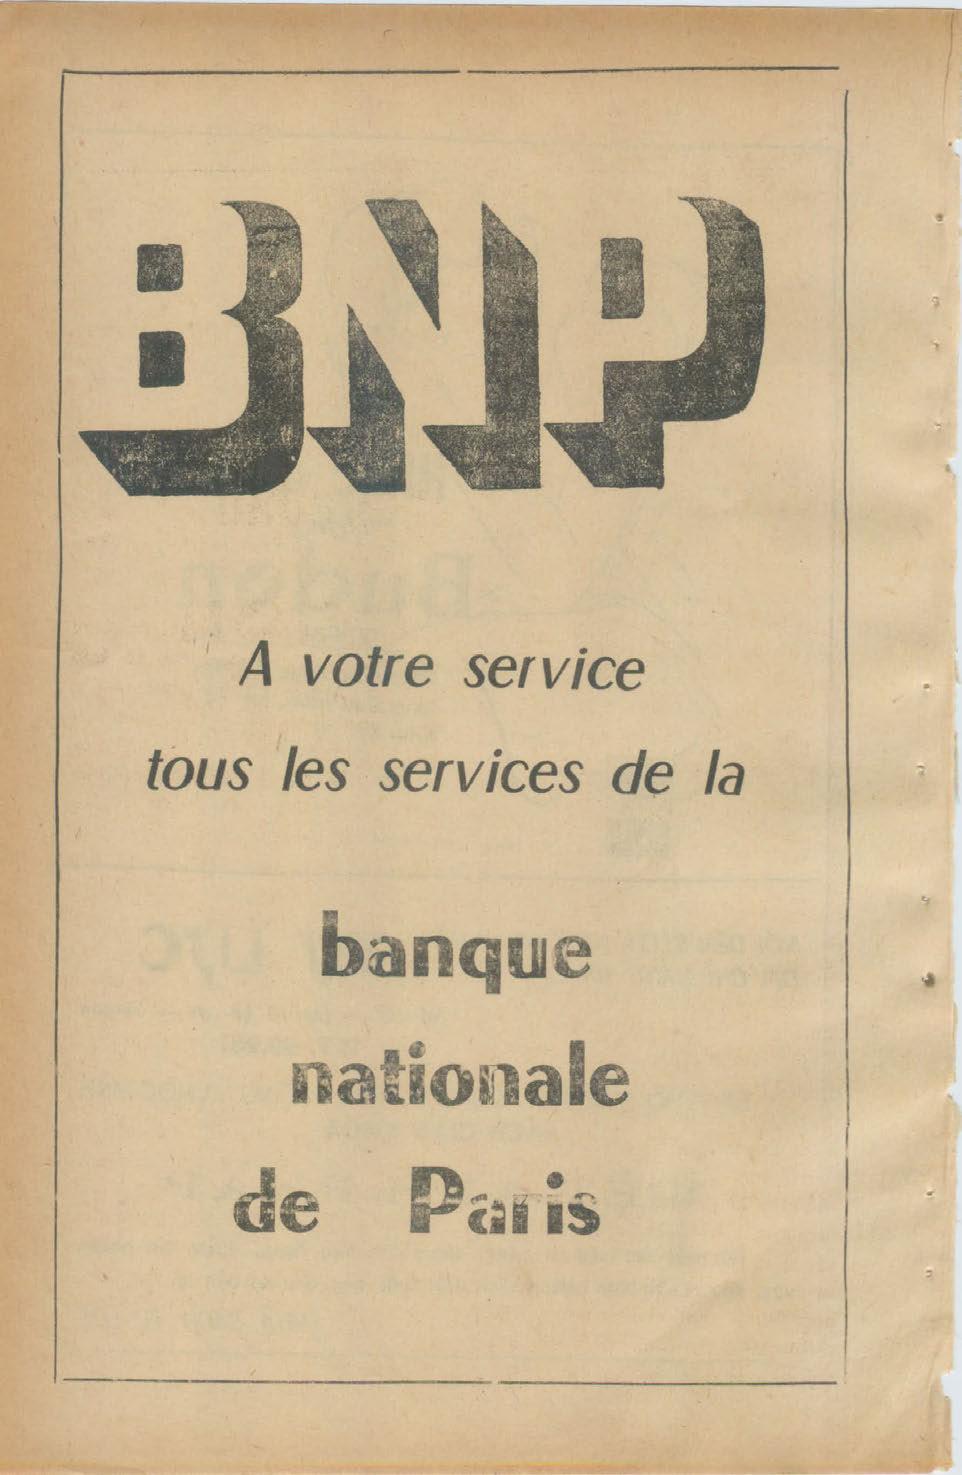 BNP
A votre service
tous les services de la
banque
nationale
de Paris